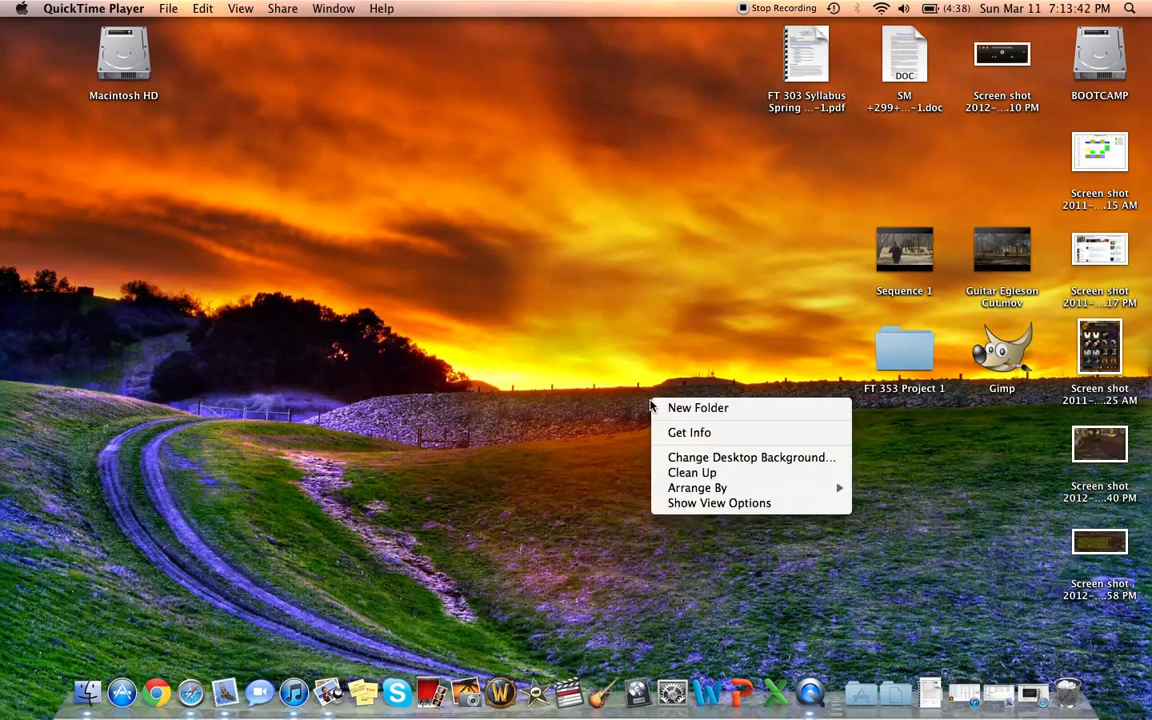 QuickTime Player File Edit View Share Window Help Stop Recording (4:38) Sun Mar 11 7:13:42 PM
Macintosh HD
FT 303 Syllabus
Spring ...-1.pdf
DOC
SM
+299+...-1.doc
Screen shot
2012-....10 PM
BOOTCAMP
Screen shot
2011-....15 AM
Sequence 1
Guitar Egleson
Cut.mov
Screen shot
2011-....17 PM
FT 353 Project 1
Gimp
Screen shot
2011-....25 AM
New Folder
Get Info
Change Desktop Background...
Clean Up
Arrange By
Show View Options
Screen shot
2012-....40 PM
Screen shot
2012-....58 PM